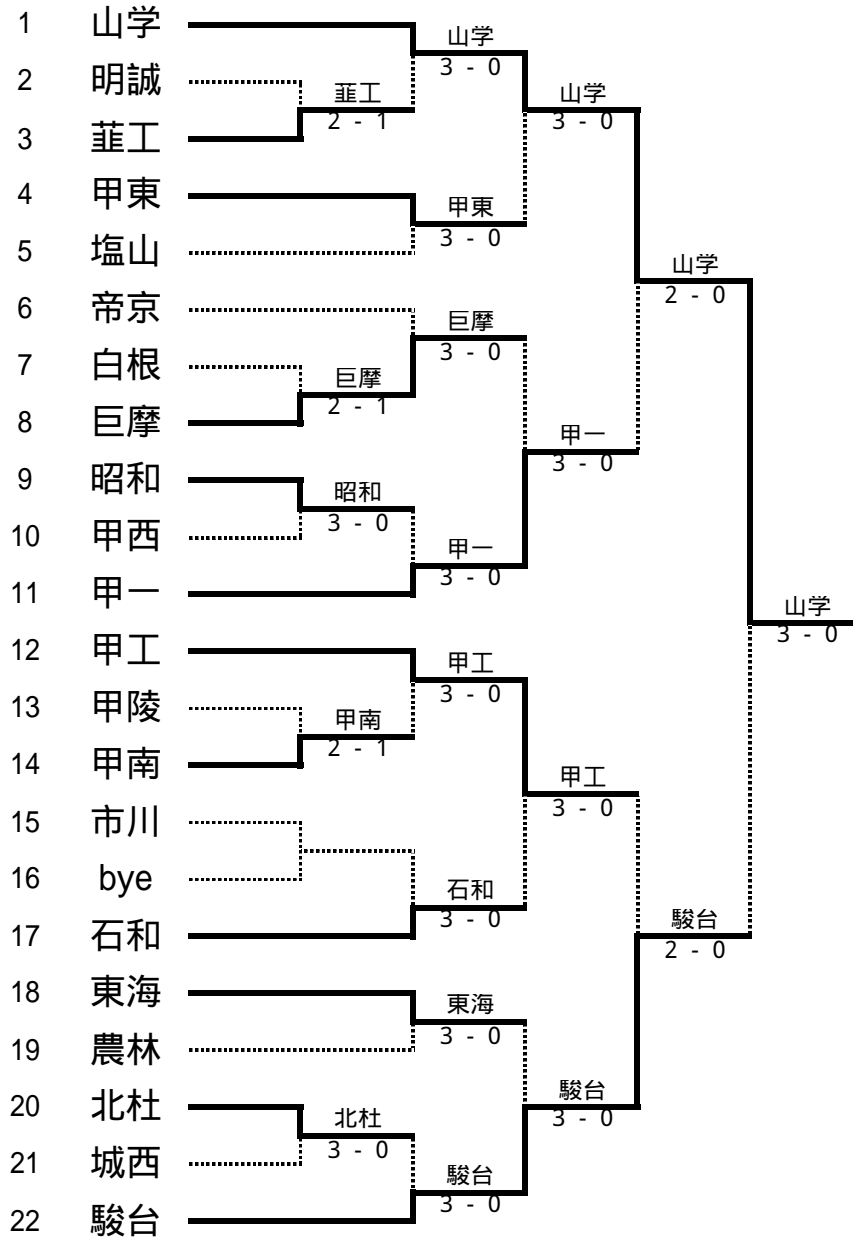 1 山学
2 明誠
3 韮工
4 甲東
5 塩山
6 帝京
7 白根
8 巨摩
9 昭和
10 甲西
11 甲一
12 甲工
13 甲陵
14 甲南
15 市川
16 bye
17 石和
18 東海
19 農林
20 北杜
21 城西
22 駿台
韮工
2 - 1
巨摩
2 - 1
昭和
3 - 0
甲南
2 - 1
北杜
3 - 0
山学
3 - 0
甲東
3 - 0
巨摩
3 - 0
甲一
3 - 0
甲工
3 - 0
石和
3 - 0
東海
3 - 0
駿台
3 - 0
山学
3 - 0
甲一
3 - 0
甲工
3 - 0
駿台
3 - 0
山学
2 - 0
駿台
2 - 0
山学
3 - 0